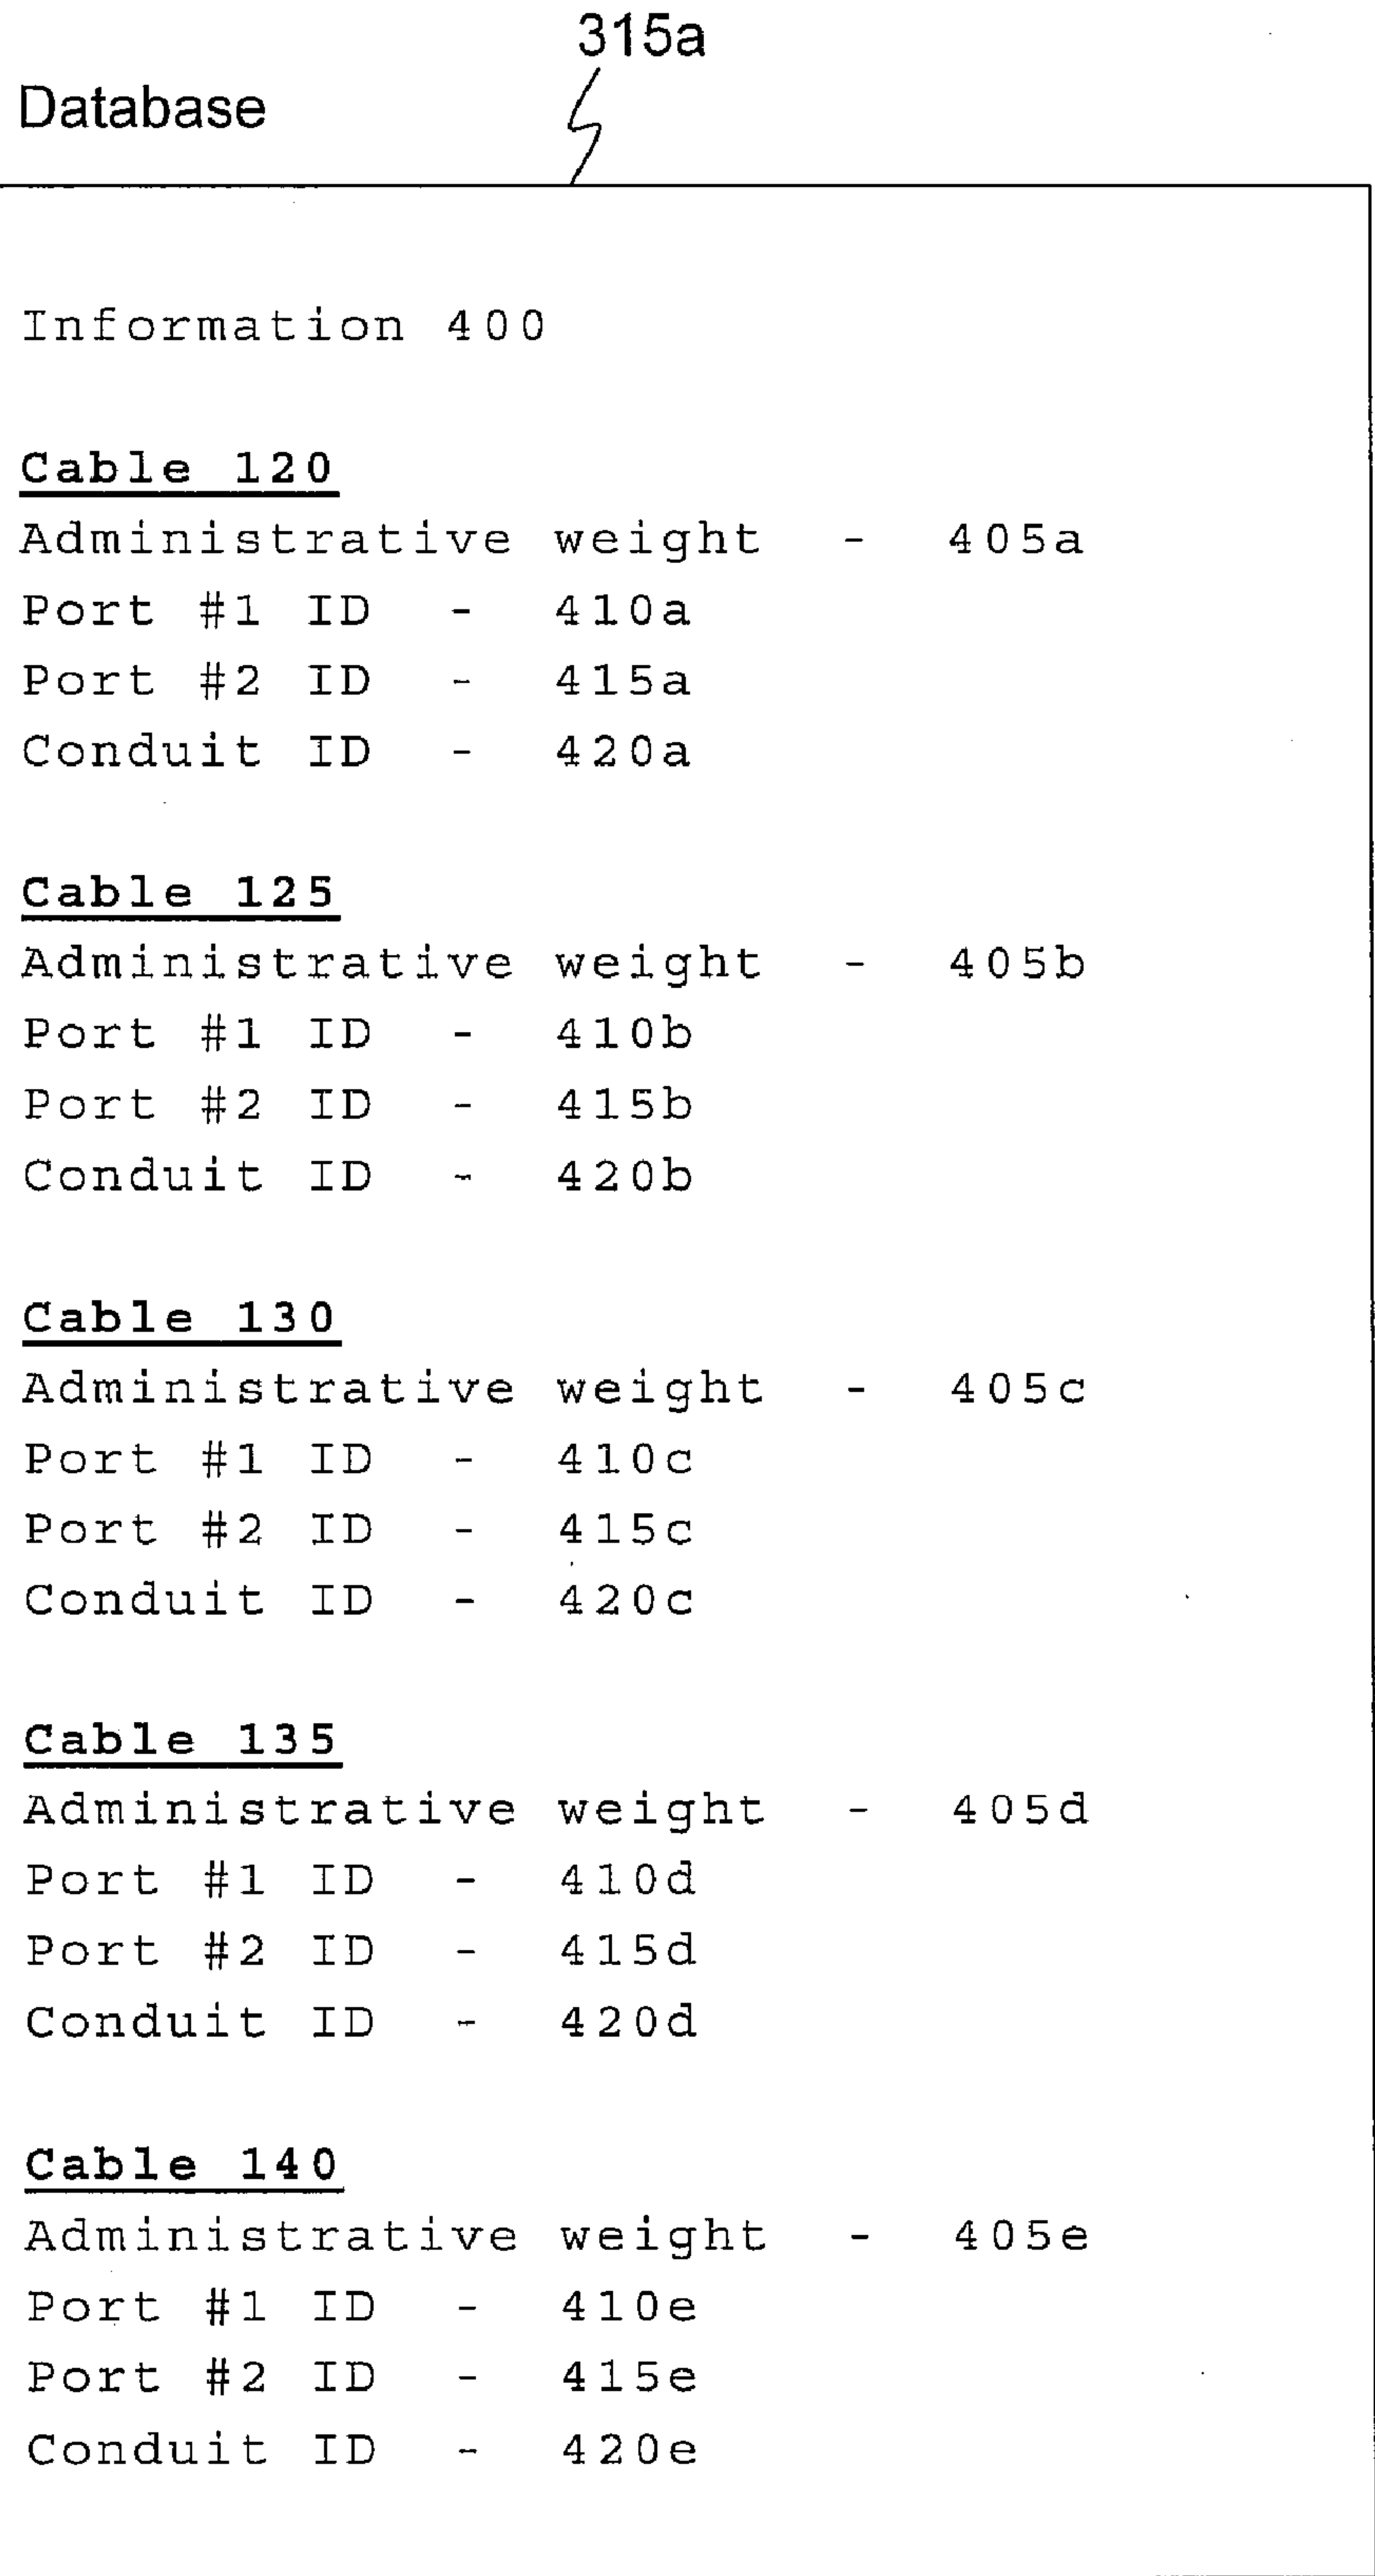 315a
Database
Information 400
Cable 120
Administrative weight - 405a
Port #1 ID - 410a
Port #2 ID - 415a
Conduit ID - 420a
Cable 125
Administrative weight - 405b
Port #1 ID - 410b
Port #2 ID - 415b
Conduit ID - 420b
Cable 130
Administrative weight - 405c
Port #1 ID - 410c
Port #2 ID - 415c
Conduit ID - 420c
Cable 135
Administrative weight - 405d
Port #1 ID - 410d
Port #2 ID - 415d
Conduit ID - 420d
Cable 140
Administrative weight - 405e
Port #1 ID - 410e
Port #2 ID - 415e
Conduit ID - 420e